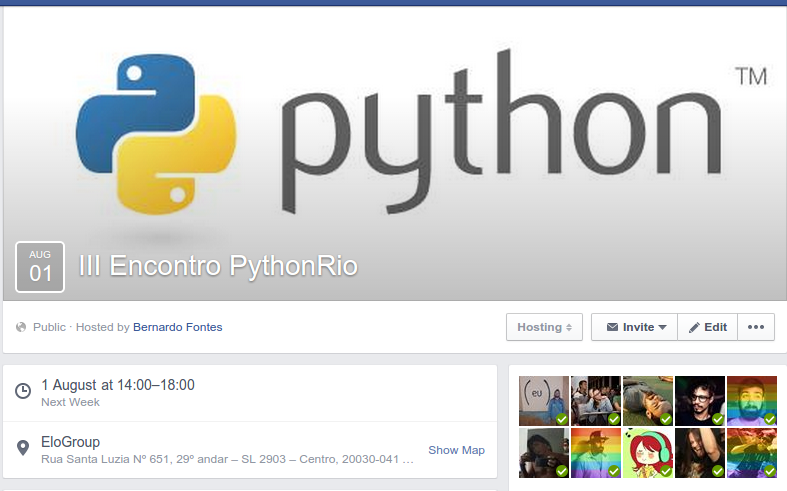 python
TM
AUG
01
III Encontro PythonRio
Public · Hosted by Bernardo Fontes
Hosting
Invite
Edit
1 August at 14:00–18:00
Next Week
EloGroup
Rua Santa Luzia Nº 651, 29º andar – SL 2903 – Centro, 20030-041 ...
Show Map
(eu)